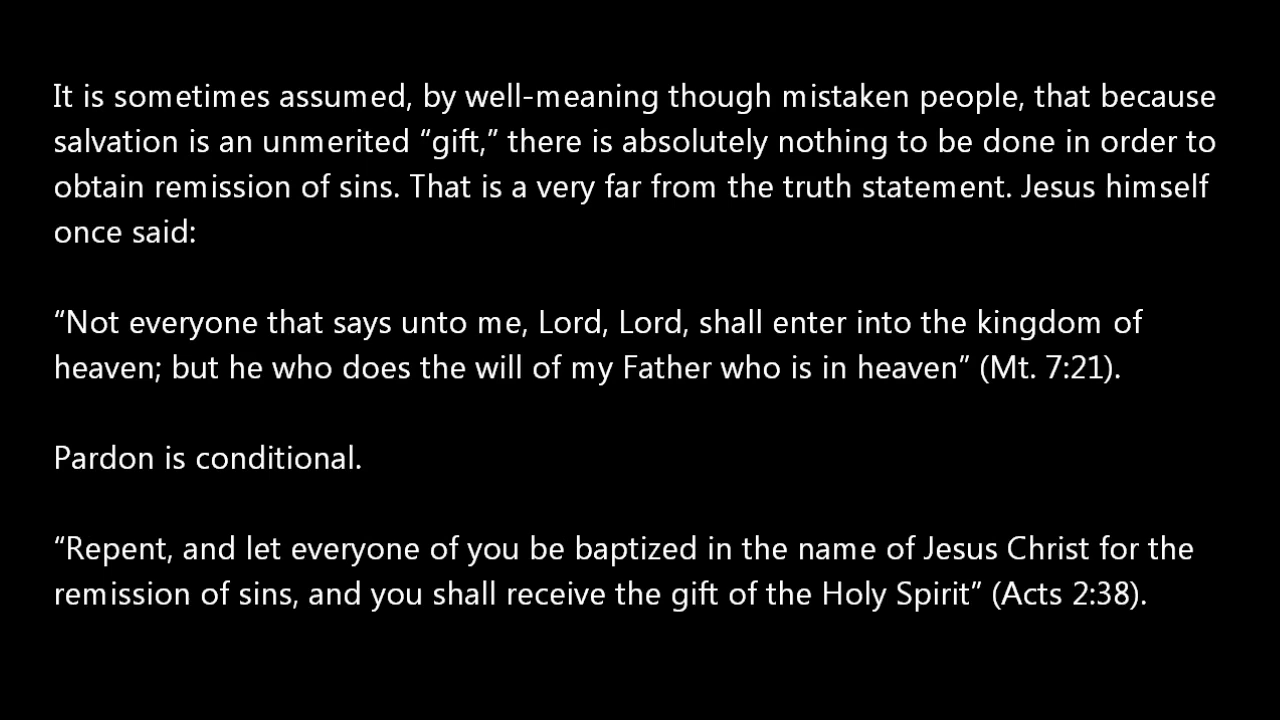 It is sometimes assumed, by well-meaning though mistaken people, that because
salvation is an unmerited “gift,” there is absolutely nothing to be done in order to
obtain remission of sins. That is a very far from the truth statement. Jesus himself
once said:
“Not everyone that says unto me, Lord, Lord, shall enter into the kingdom of
heaven; but he who does the will of my Father who is in heaven” (Mt. 7:21).
Pardon is conditional.
“Repent, and let everyone of you be baptized in the name of Jesus Christ for the
remission of sins, and you shall receive the gift of the Holy Spirit” (Acts 2:38).